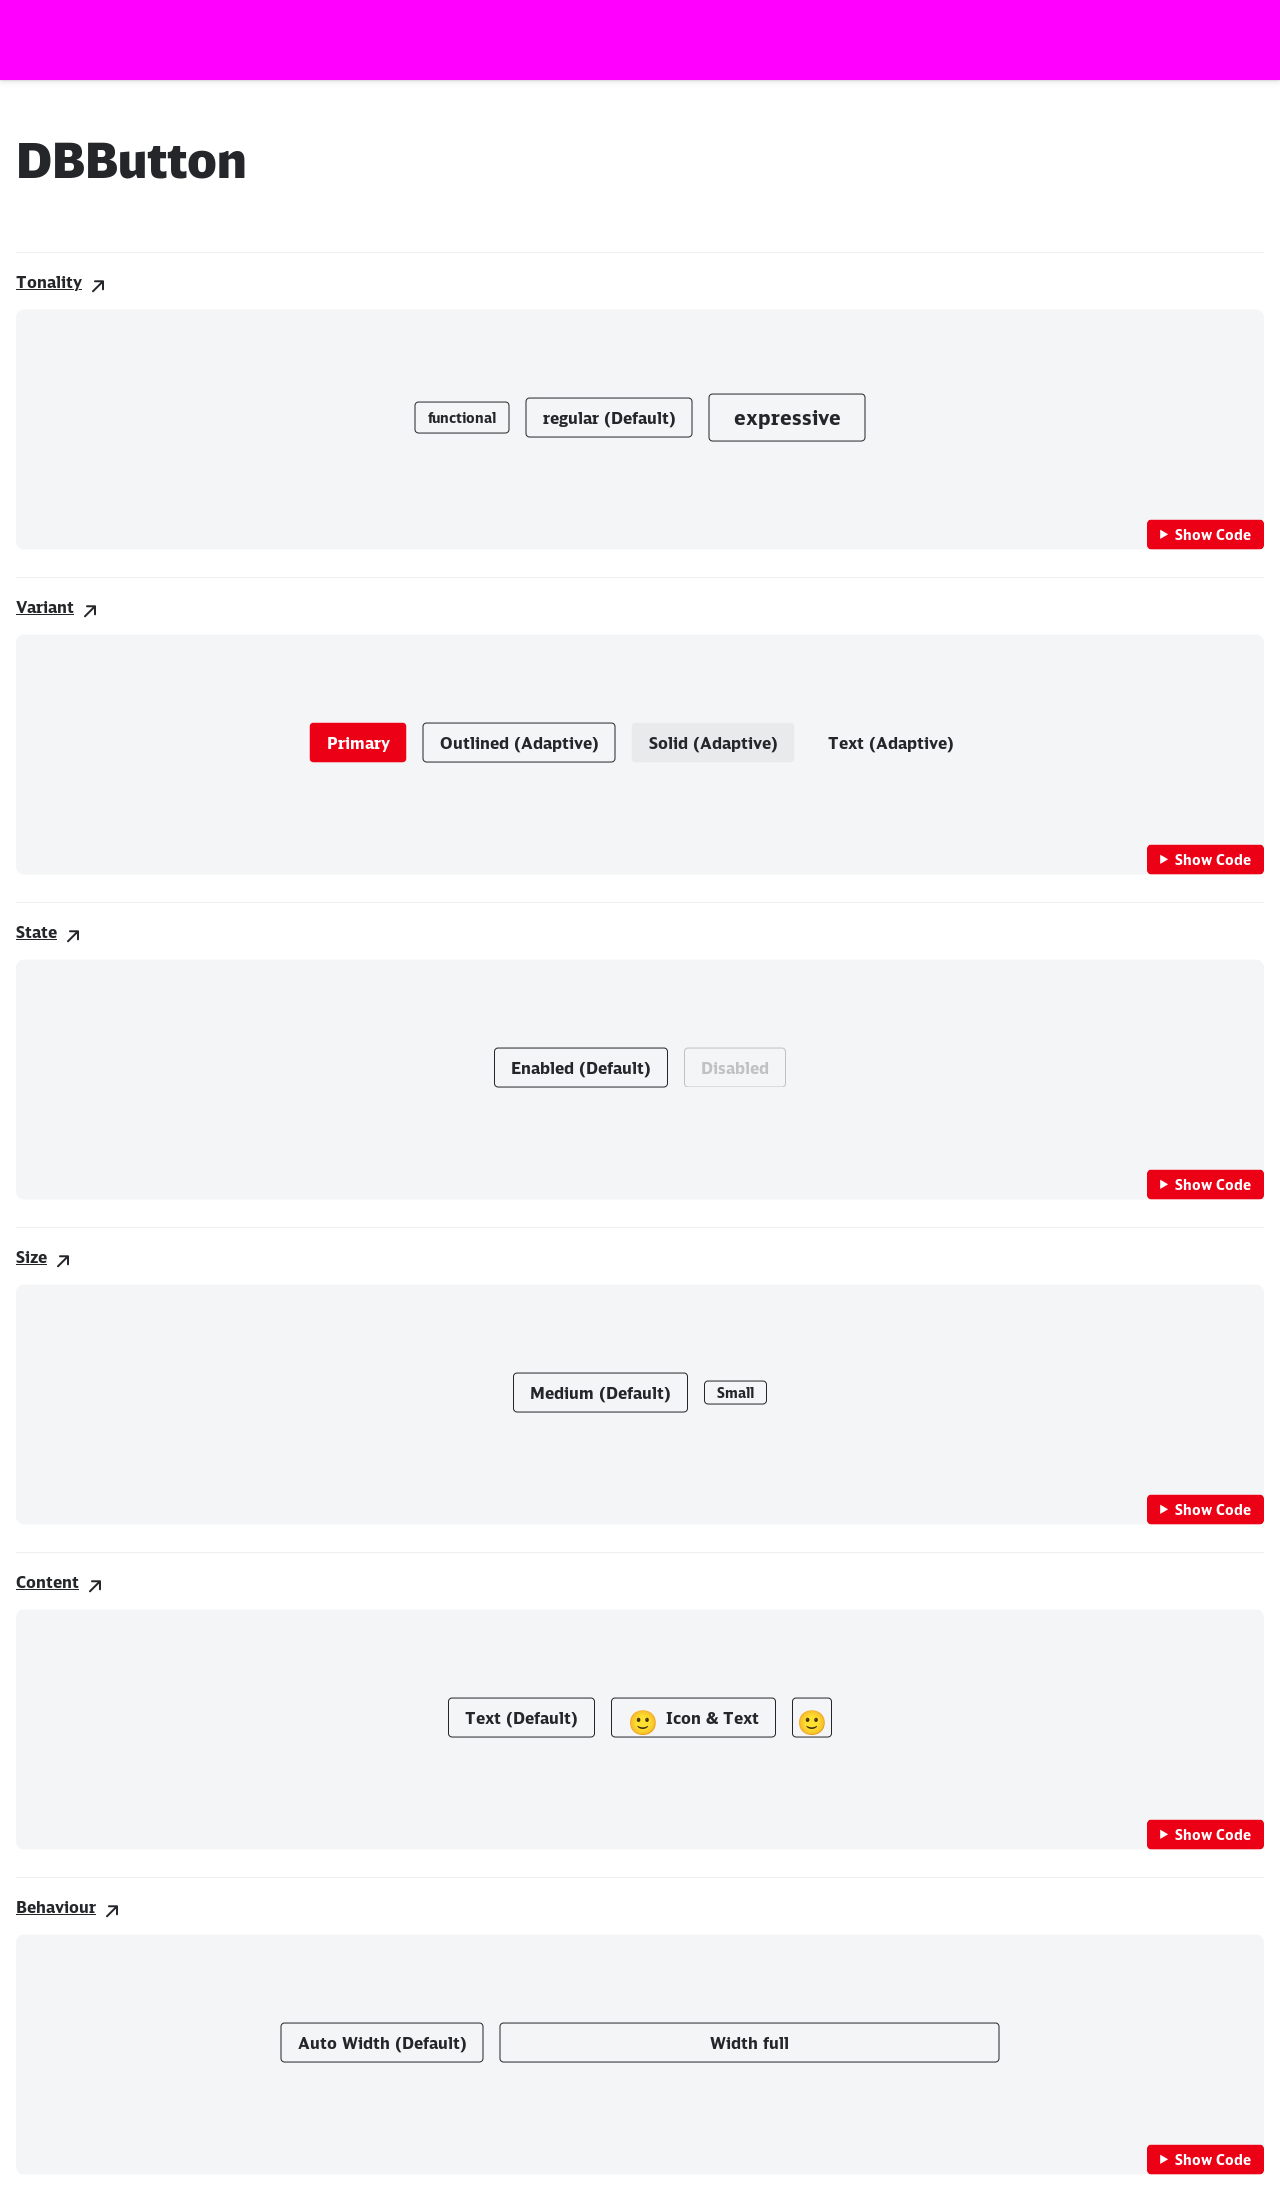 DBButton
Tonality
functional
regular (Default)
expressive
Show Code
Variant
Primary
Outlined (Adaptive)
Solid (Adaptive)
Text (Adaptive)
Show Code
State
Enabled (Default)
Disabled
Show Code
Size
Medium (Default)
Small
Show Code
Content
Text (Default)
🙂 Icon & Text
🙂
Show Code
Behaviour
Auto Width (Default)
Width full
Show Code